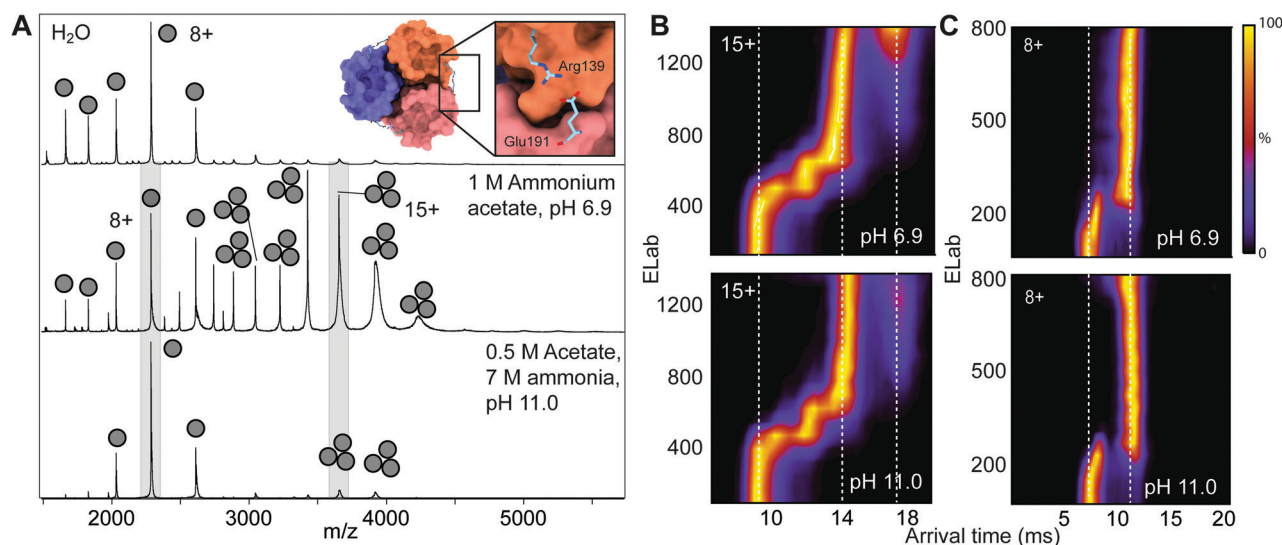 A
H₂O
8+
Arg139
Glu191
1 M Ammonium
acetate, pH 6.9
8+
15+
0.5 M Acetate,
7 M ammonia,
pH 11.0
2000 3000 4000 5000
m/z
B
15+
1200
800
400
ELab
pH 6.9
15+
1200
800
400
ELab
pH 11.0
10 14 18
C
800
8+
500
200
ELab
pH 6.9
100
%
0
800
8+
500
200
ELab
pH 11.0
5 10 15 20
Arrival time (ms)